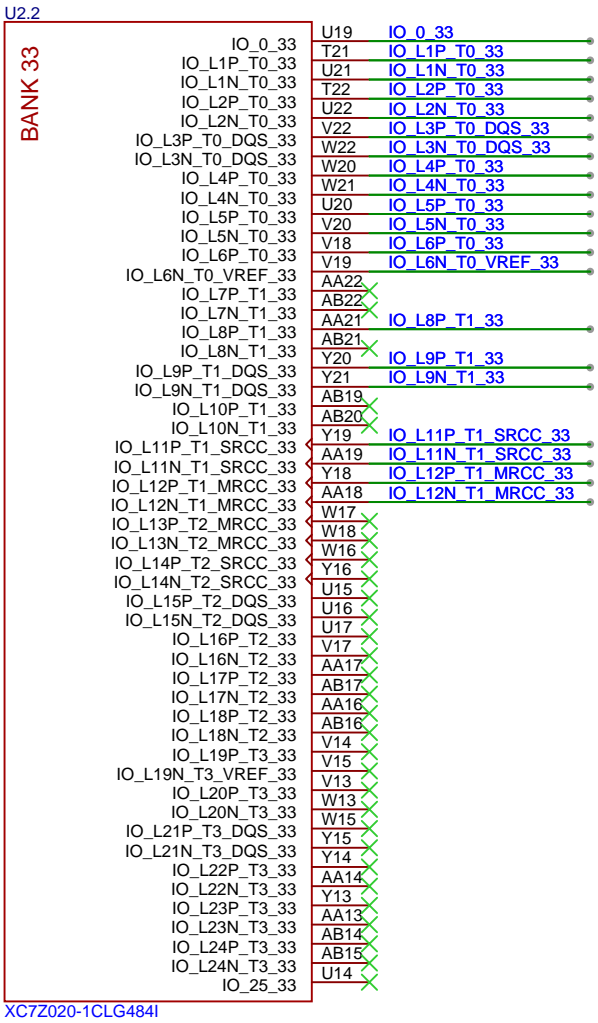 U2.2
BANK 33
IO_0_33 U19 IO_0_33
IO_L1P_T0_33 T21 IO_L1P_T0_33
IO_L1N_T0_33 U21 IO_L1N_T0_33
IO_L2P_T0_33 T22 IO_L2P_T0_33
IO_L2N_T0_33 U22 IO_L2N_T0_33
IO_L3P_T0_DQS_33 V22 IO_L3P_T0_DQS_33
IO_L3N_T0_DQS_33 W22 IO_L3N_T0_DQS_33
IO_L4P_T0_33 W20 IO_L4P_T0_33
IO_L4N_T0_33 W21 IO_L4N_T0_33
IO_L5P_T0_33 U20 IO_L5P_T0_33
IO_L5N_T0_33 V20 IO_L5N_T0_33
IO_L6P_T0_33 V18 IO_L6P_T0_33
IO_L6N_T0_VREF_33 V19 IO_L6N_T0_VREF_33
IO_L7P_T1_33 AA22
IO_L7N_T1_33 AB22
IO_L8P_T1_33 AA21 IO_L8P_T1_33
IO_L8N_T1_33 AB21
IO_L9P_T1_DQS_33 Y20 IO_L9P_T1_33
IO_L9N_T1_DQS_33 Y21 IO_L9N_T1_33
IO_L10P_T1_33 AB19
IO_L10N_T1_33 AB20
IO_L11P_T1_SRCC_33 Y19 IO_L11P_T1_SRCC_33
IO_L11N_T1_SRCC_33 AA19 IO_L11N_T1_SRCC_33
IO_L12P_T1_MRCC_33 Y18 IO_L12P_T1_MRCC_33
IO_L12N_T1_MRCC_33 AA18 IO_L12N_T1_MRCC_33
IO_L13P_T2_MRCC_33 W17
IO_L13N_T2_MRCC_33 W18
IO_L14P_T2_SRCC_33 W16
IO_L14N_T2_SRCC_33 Y16
IO_L15P_T2_DQS_33 U15
IO_L15N_T2_DQS_33 U16
IO_L16P_T2_33 U17
IO_L16N_T2_33 V17
IO_L17P_T2_33 AA17
IO_L17N_T2_33 AB17
IO_L18P_T2_33 AA16
IO_L18N_T2_33 AB16
IO_L19P_T3_33 V14
IO_L19N_T3_VREF_33 V15
IO_L20P_T3_33 V13
IO_L20N_T3_33 W13
IO_L21P_T3_DQS_33 W15
IO_L21N_T3_DQS_33 Y15
IO_L22P_T3_33 Y14
IO_L22N_T3_33 AA14
IO_L23P_T3_33 Y13
IO_L23N_T3_33 AA13
IO_L24P_T3_33 AB14
IO_L24N_T3_33 AB15
IO_25_33 U14
XC7Z020-1CLG484I